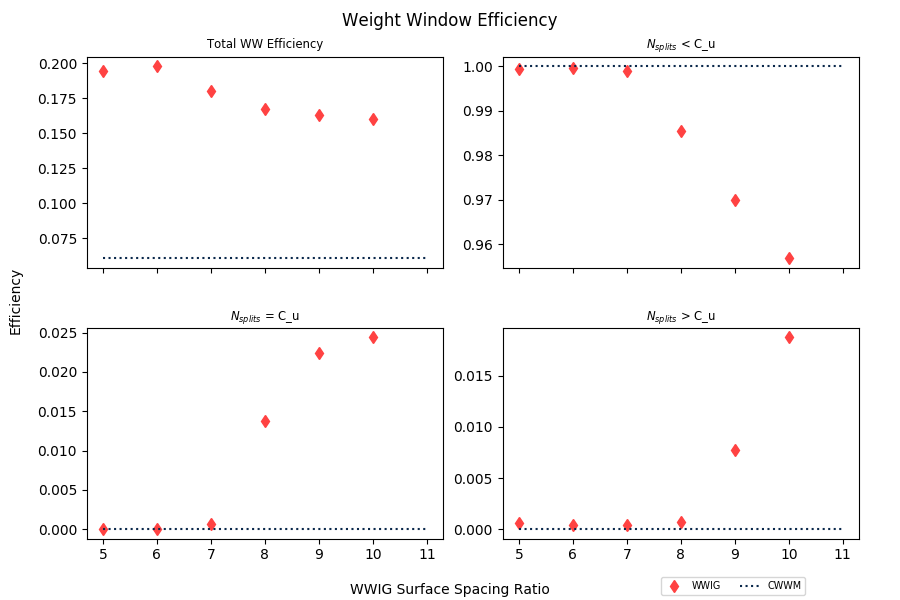 Weight Window Efficiency
Total WW Efficiency
0.200
0.175
0.150
0.125
0.100
0.075
N_splits < C_u
1.00
0.99
0.98
0.97
0.96
Efficiency
N_splits = C_u
0.025
0.020
0.015
0.010
0.005
0.000
5 6 7 8 9 10 11
N_splits > C_u
0.015
0.010
0.005
0.000
5 6 7 8 9 10 11
WWIG Surface Spacing Ratio
WWIG CWWM